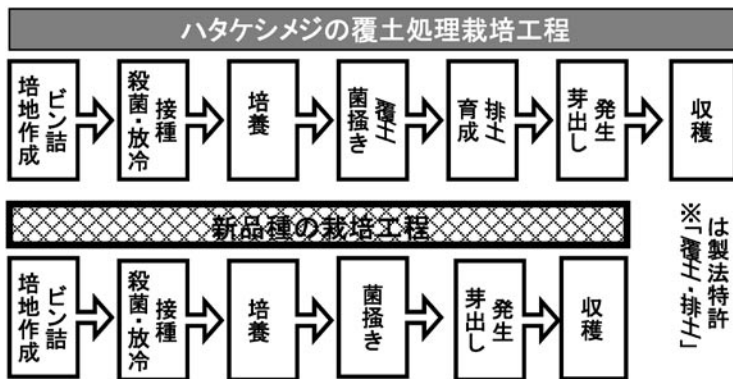 ハタケシメジの覆土処理栽培工程
培地作成
ビン詰
殺菌・放冷
接種
培養
菌掻き
覆土
育成
排土
芽出し
発生
収穫
新品種の栽培工程
培地作成
ビン詰
殺菌・放冷
接種
培養
菌掻き
芽出し
発生
収穫
※「覆土・排土」
は製法特許